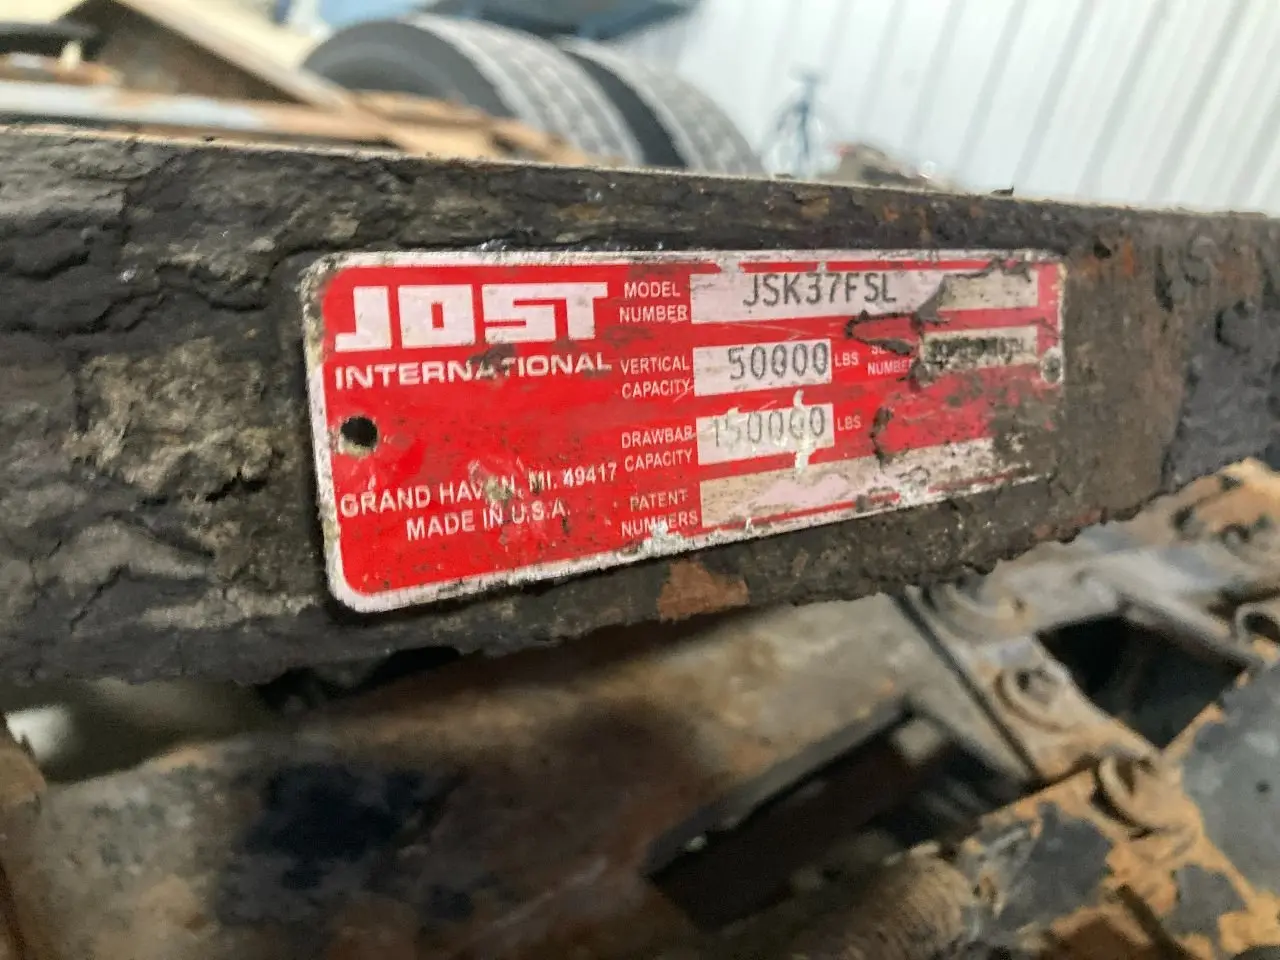 JOST
INTERNATIONAL
GRAND HAVEN, MI. 49417
MADE IN U.S.A.
MODEL NUMBER JSK37FSL
VERTICAL CAPACITY 50000 LBS
NUMBER
DRAWBAR CAPACITY 150000 LBS
PATENT NUMBERS